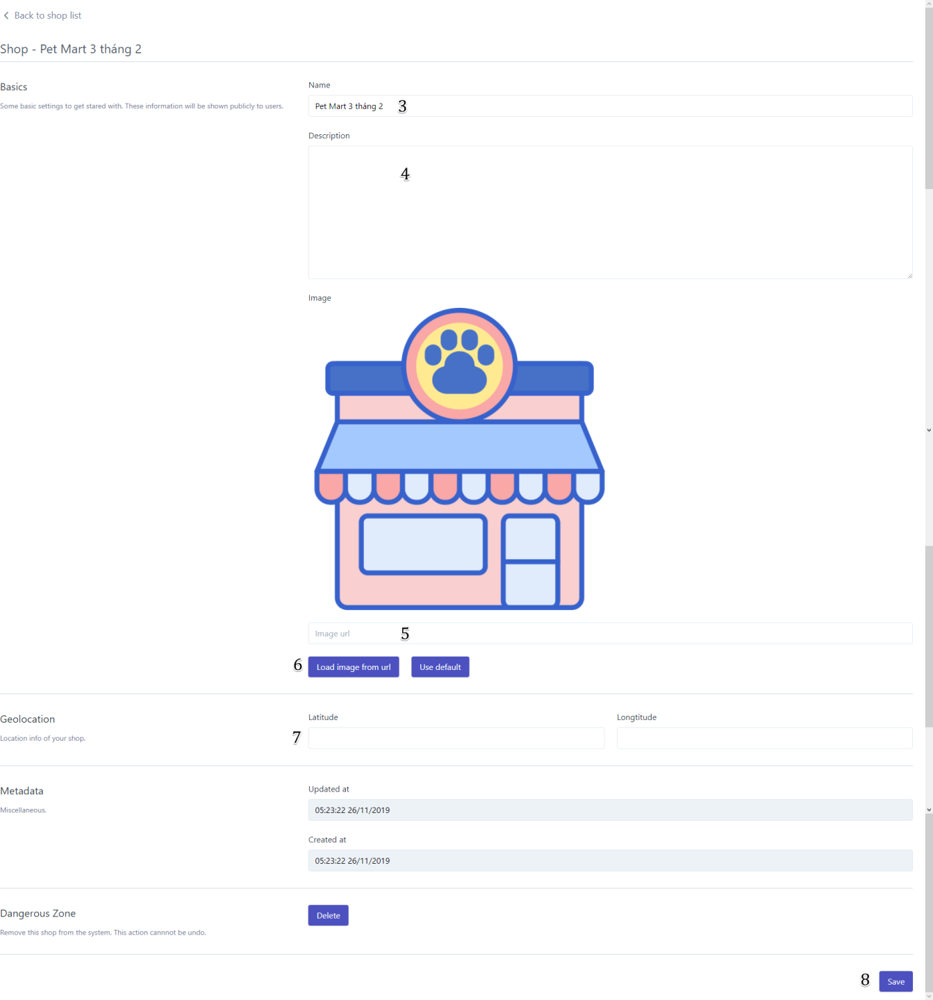 Back to shop list
Shop - Pet Mart 3 tháng 2
Basics
Some basic settings to get stared with. These information will be shown publicly to users.
Name
Pet Mart 3 tháng 2 3
Description
4
Image
Image url 5
6 Load image from url Use default
Geolocation
Location info of your shop.
Latitude Longtitude
7
Metadata
Miscellaneous.
Updated at
05:23:22 26/11/2019
Created at
05:23:22 26/11/2019
Dangerous Zone
Remove this shop from the system. This action cannnot be undo.
Delete
8 Save